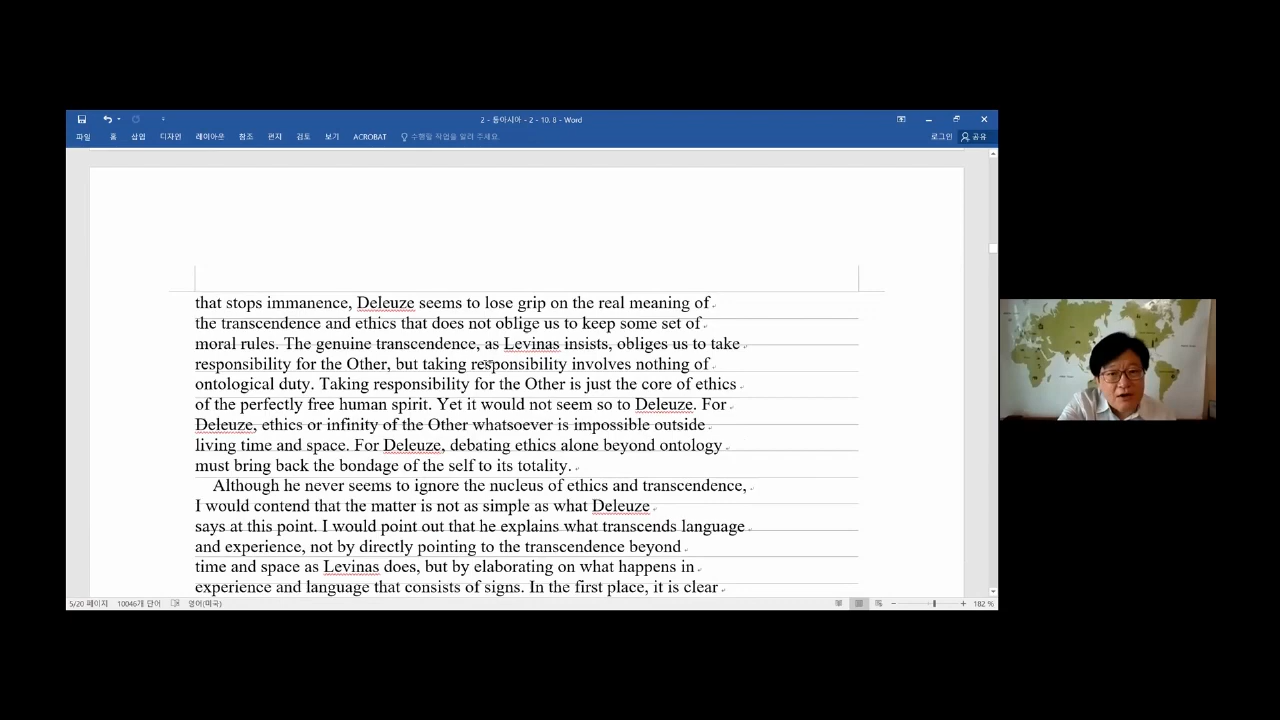 2 - 동아시아 - 2 - 10. 8 - Word
파일 홈 삽입 디자인 레이아웃 참조 편지 검토 보기 ACROBAT 수행할 작업을 알려 주세요. 로그인 공유
that stops immanence, Deleuze seems to lose grip on the real meaning of
the transcendence and ethics that does not oblige us to keep some set of
moral rules. The genuine transcendence, as Levinas insists, obliges us to take
responsibility for the Other, but taking responsibility involves nothing of
ontological duty. Taking responsibility for the Other is just the core of ethics
of the perfectly free human spirit. Yet it would not seem so to Deleuze. For
Deleuze, ethics or infinity of the Other whatsoever is impossible outside
living time and space. For Deleuze, debating ethics alone beyond ontology
must bring back the bondage of the self to its totality.
Although he never seems to ignore the nucleus of ethics and transcendence,
I would contend that the matter is not as simple as what Deleuze
says at this point. I would point out that he explains what transcends language
and experience, not by directly pointing to the transcendence beyond
time and space as Levinas does, but by elaborating on what happens in
experience and language that consists of signs. In the first place, it is clear
5/20 페이지 10046개 단어 영어(미국) 182 %